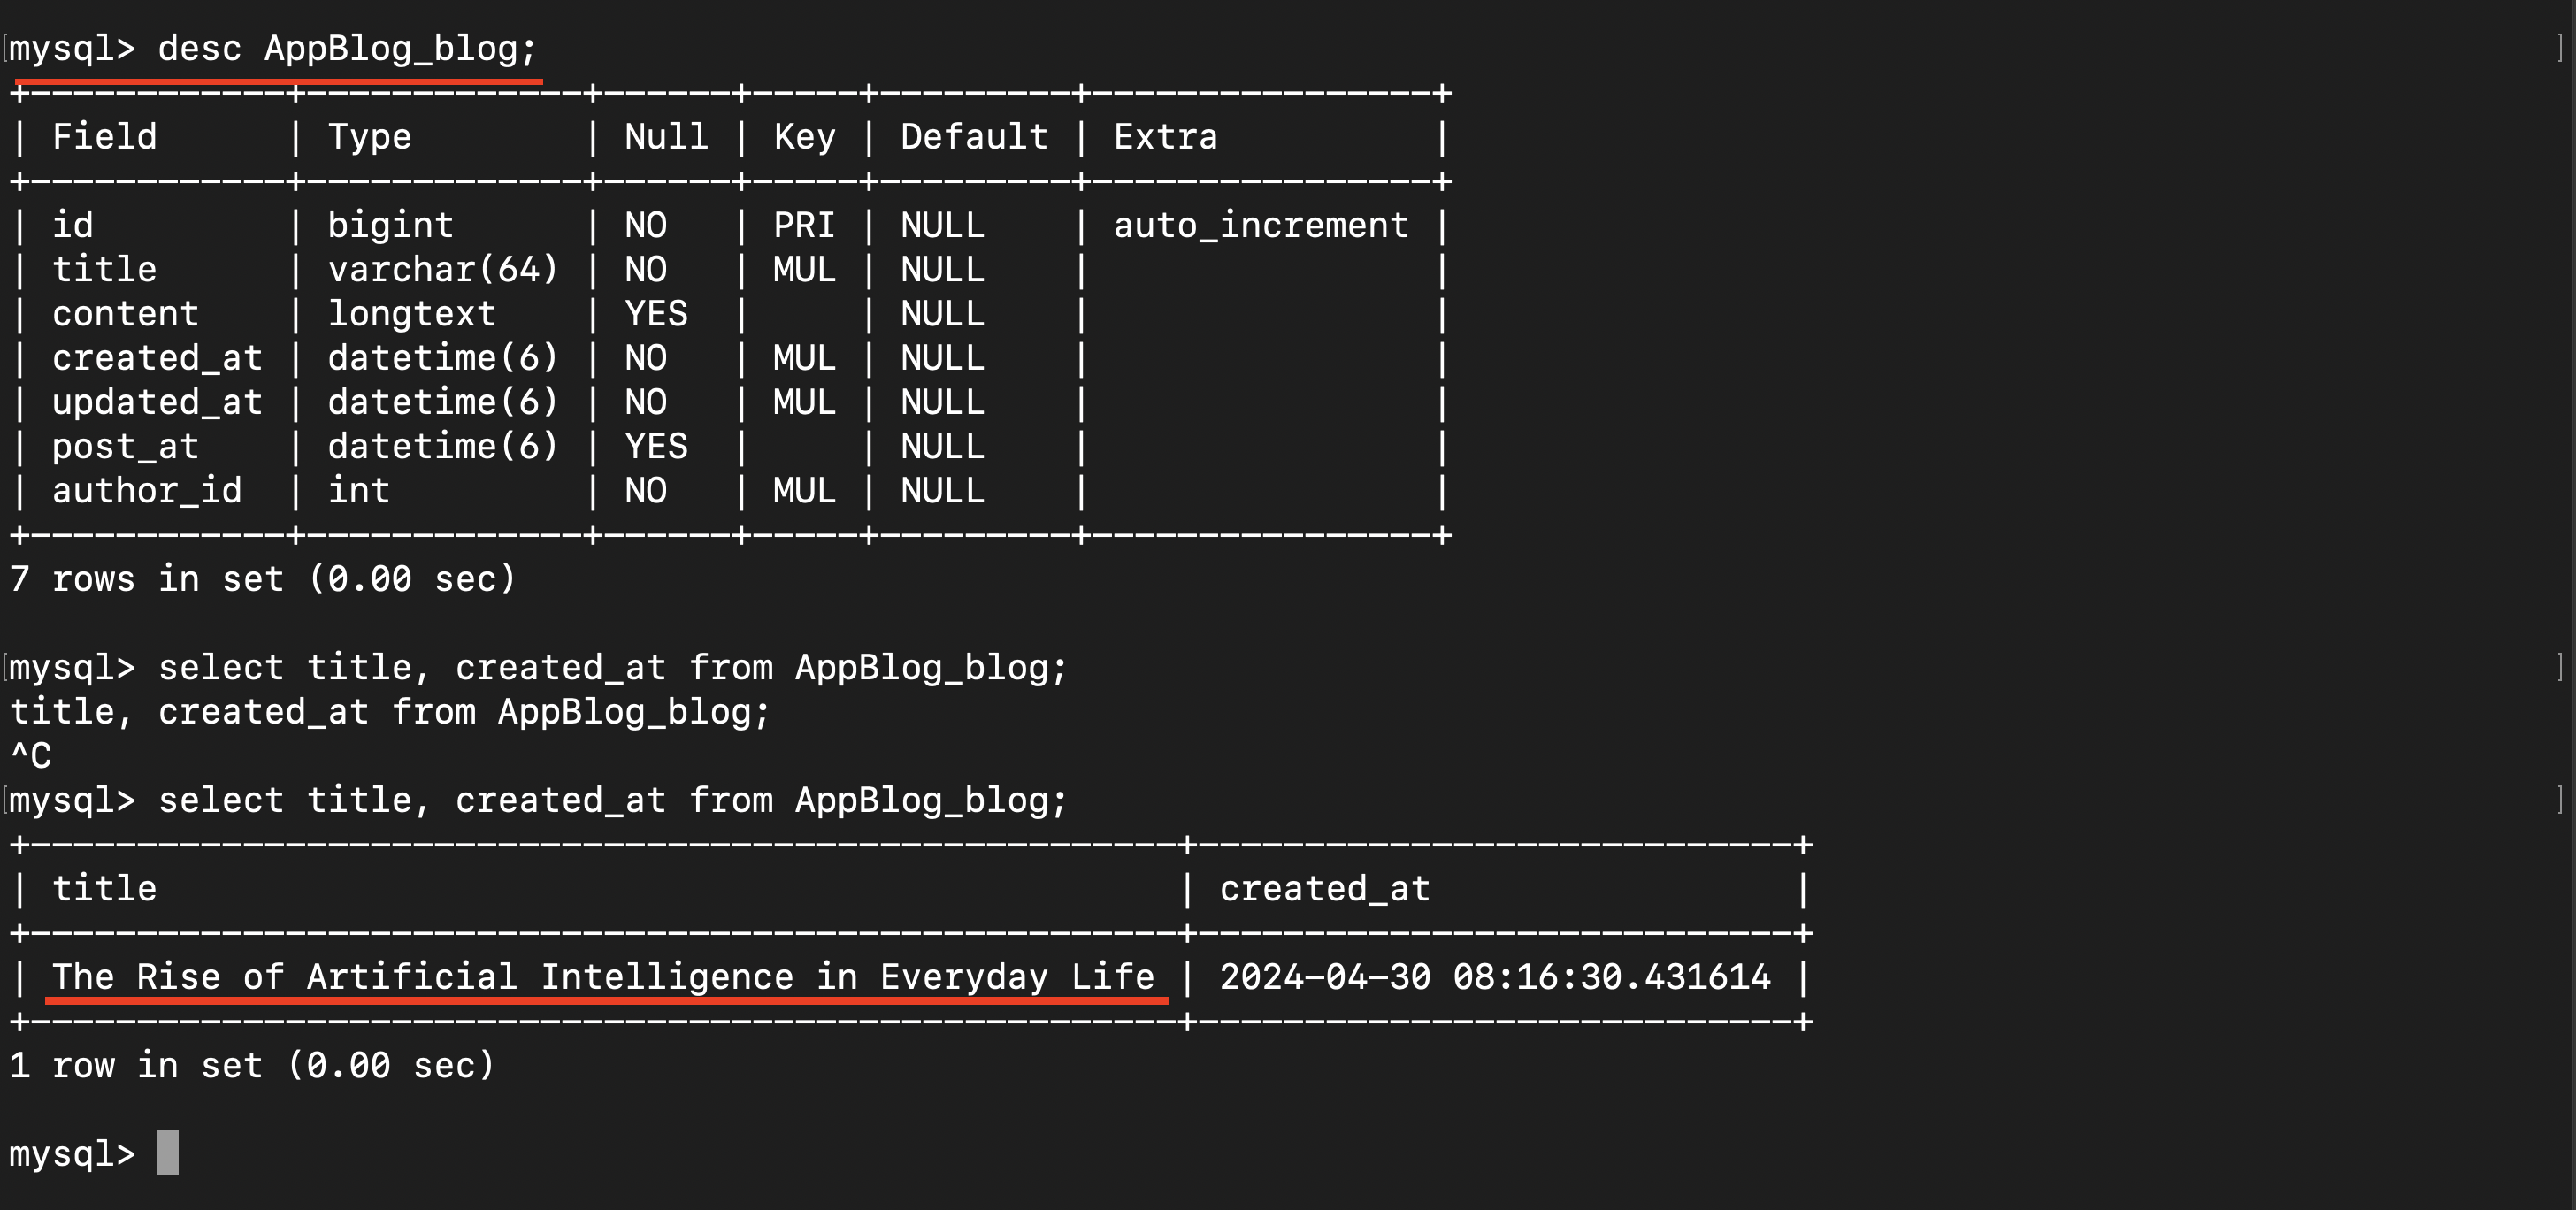 mysql> desc AppBlog_blog;
+------------+-------------+------+-----+---------+----------------+
| Field      | Type        | Null | Key | Default | Extra          |
+------------+-------------+------+-----+---------+----------------+
| id         | bigint      | NO   | PRI | NULL    | auto_increment |
| title      | varchar(64) | NO   | MUL | NULL    |                |
| content    | longtext    | YES  |     | NULL    |                |
| created_at | datetime(6) | NO   | MUL | NULL    |                |
| updated_at | datetime(6) | NO   | MUL | NULL    |                |
| post_at    | datetime(6) | YES  |     | NULL    |                |
| author_id  | int         | NO   | MUL | NULL    |                |
+------------+-------------+------+-----+---------+----------------+
7 rows in set (0.00 sec)

mysql> select title, created_at from AppBlog_blog;
title, created_at from AppBlog_blog;
^C
mysql> select title, created_at from AppBlog_blog;
+------------------------------------------------------+----------------------------+
| title                                                | created_at                 |
+------------------------------------------------------+----------------------------+
| The Rise of Artificial Intelligence in Everyday Life | 2024-04-30 08:16:30.431614 |
+------------------------------------------------------+----------------------------+
1 row in set (0.00 sec)

mysql>